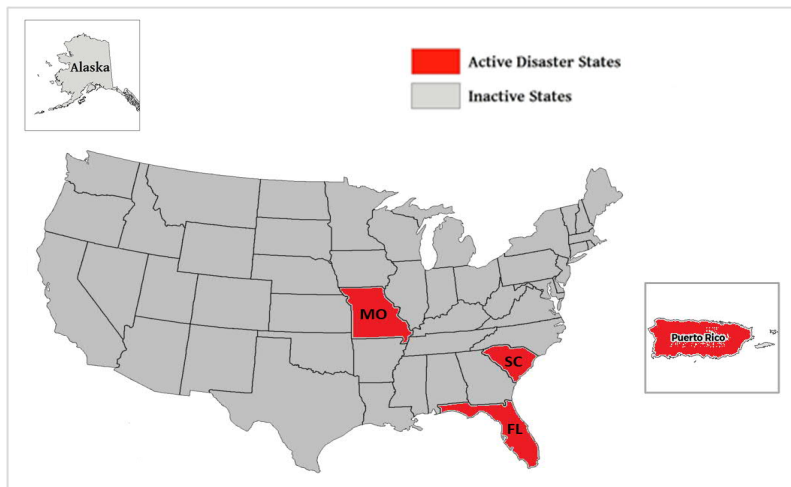 Alaska
Active Disaster States
Inactive States
MO
SC
FL
Puerto Rico